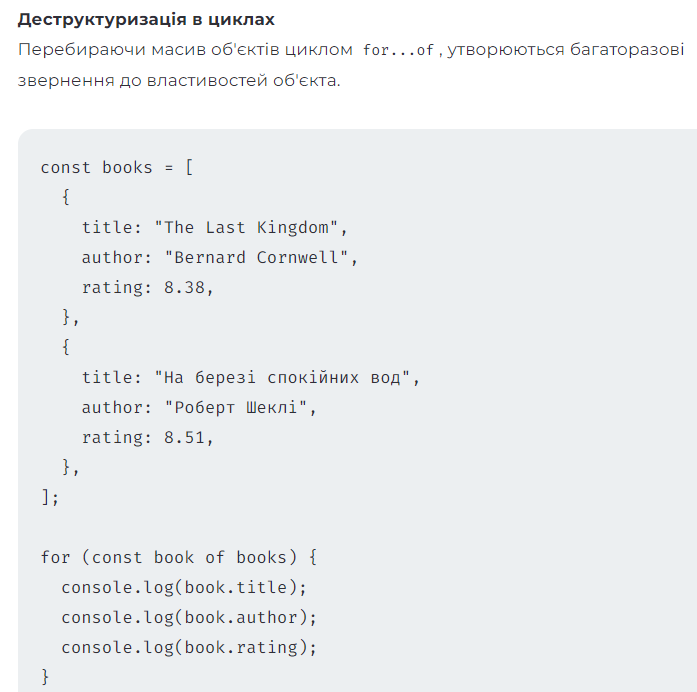 Деструктуризація в циклах
Перебираючи масив об'єктів циклом for...of, утворюються багаторазові
звернення до властивостей об'єкта.
const books = [
  {
    title: "The Last Kingdom",
    author: "Bernard Cornwell",
    rating: 8.38,
  },
  {
    title: "На березі спокійних вод",
    author: "Роберт Шеклі",
    rating: 8.51,
  },
];
for (const book of books) {
  console.log(book.title);
  console.log(book.author);
  console.log(book.rating);
}